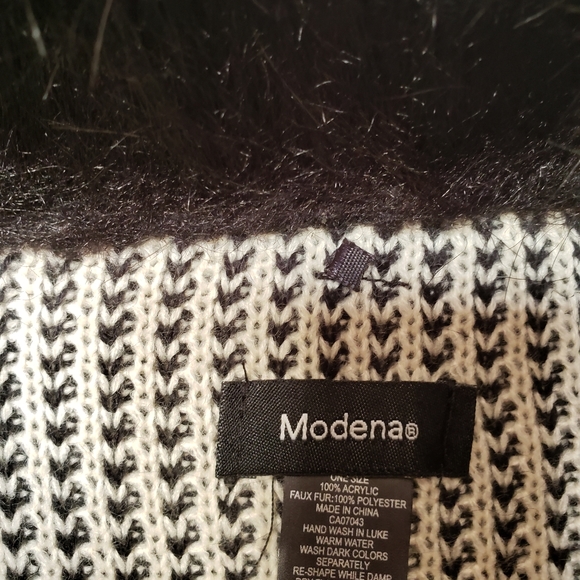 Modena®
ONE SIZE
100% ACRYLIC
FAUX FUR:100% POLYESTER
MADE IN CHINA
CA07043
HAND WASH IN LUKE
WARM WATER
WASH DARK COLORS
SEPARATELY
RE-SHAPE WHILE DAMP